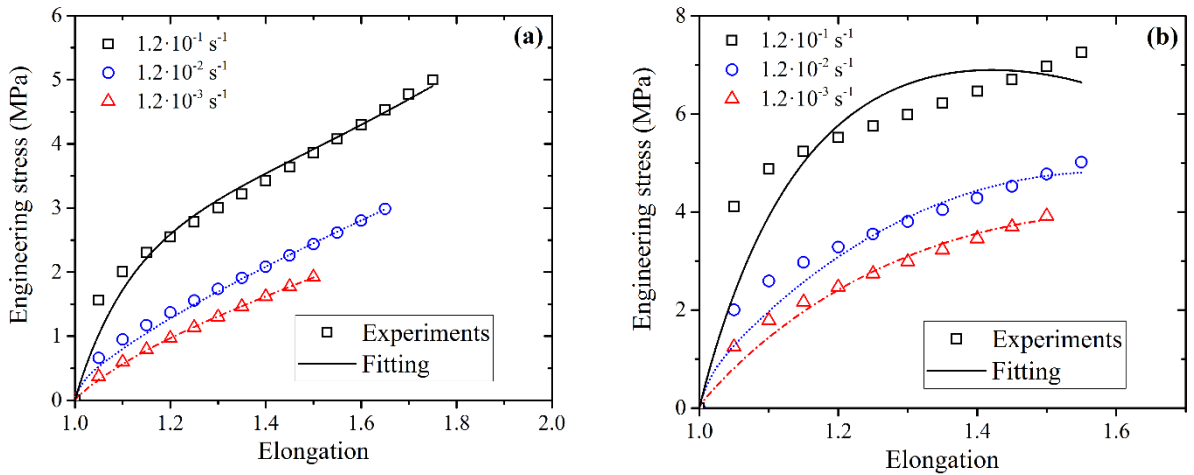 (a)
1.2·10⁻¹ s⁻¹
1.2·10⁻² s⁻¹
1.2·10⁻³ s⁻¹
Experiments
Fitting
Engineering stress (MPa)
6
5
4
3
2
1
0
1.0 1.2 1.4 1.6 1.8 2.0
Elongation
(b)
1.2·10⁻¹ s⁻¹
1.2·10⁻² s⁻¹
1.2·10⁻³ s⁻¹
Experiments
Fitting
Engineering stress (MPa)
8
6
4
2
0
1.0 1.2 1.4 1.6
Elongation